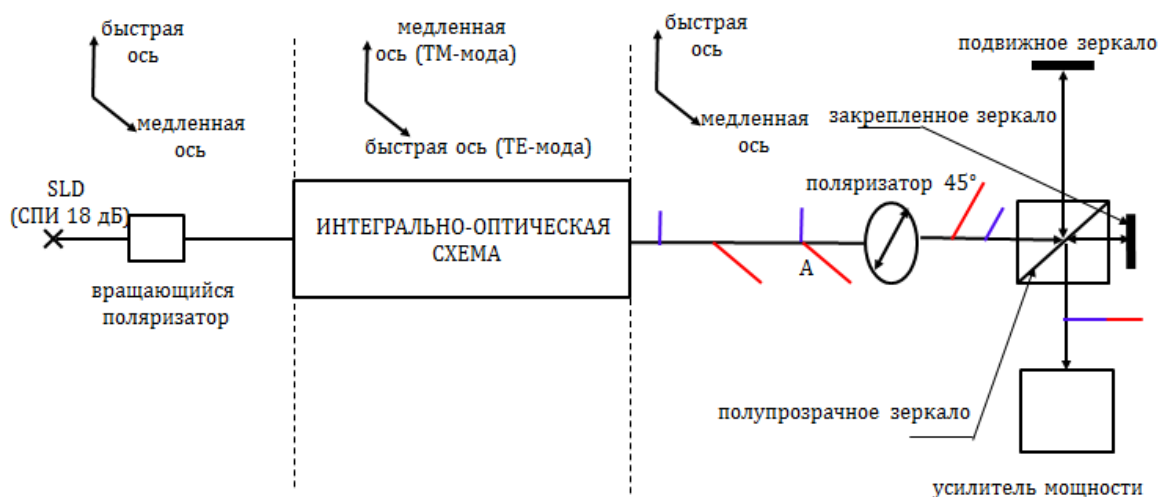 быстрая
ось
медленная
ось
медленная
ось (ТМ-мода)
быстрая ось (ТЕ-мода)
быстрая
ось
медленная
ось
подвижное зеркало
закрепленное зеркало
SLD
(СПИ 18 дБ)
вращающийся
поляризатор
ИНТЕГРАЛЬНО-ОПТИЧЕСКАЯ
СХЕМА
А
поляризатор 45°
полупрозрачное зеркало
усилитель мощности